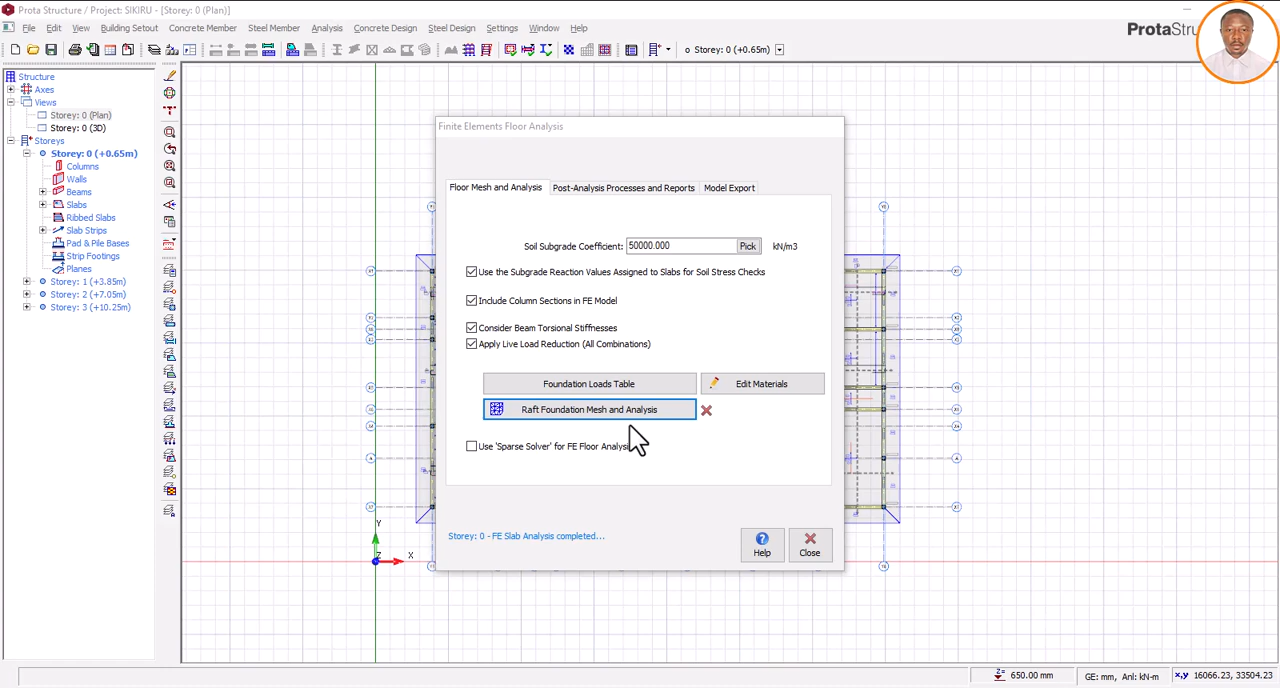 Prota Structure / Project: SIKIRU - [Storey: 0 (Plan)]
File Edit View Building Setout Concrete Member Steel Member Analysis Concrete Design Steel Design Settings Window Help
ProtaStru
Storey: 0 (+0.65m)
Structure
Axes
Views
Storey: 0 (Plan)
Storey: 0 (3D)
Storeys
Storey: 0 (+0.65m)
Columns
Walls
Beams
Slabs
Ribbed Slabs
Slab Strips
Pad & Pile Bases
Strip Footings
Planes
Storey: 1 (+3.85m)
Storey: 2 (+7.05m)
Storey: 3 (+10.25m)
Finite Elements Floor Analysis
Floor Mesh and Analysis Post-Analysis Processes and Reports Model Export
Soil Subgrade Coefficient: 50000.000 Pick kN/m3
Use the Subgrade Reaction Values Assigned to Slabs for Soil Stress Checks
Include Column Sections in FE Model
Consider Beam Torsional Stiffnesses
Apply Live Load Reduction (All Combinations)
Foundation Loads Table Edit Materials
Raft Foundation Mesh and Analysis
Use 'Sparse Solver' for FE Floor Analysis
Storey: 0 - FE Slab Analysis completed...
Help Close
Y
Z X
Z= 650.00 mm GE: mm, Anl: kN-m x,y 16066.23, 33504.23